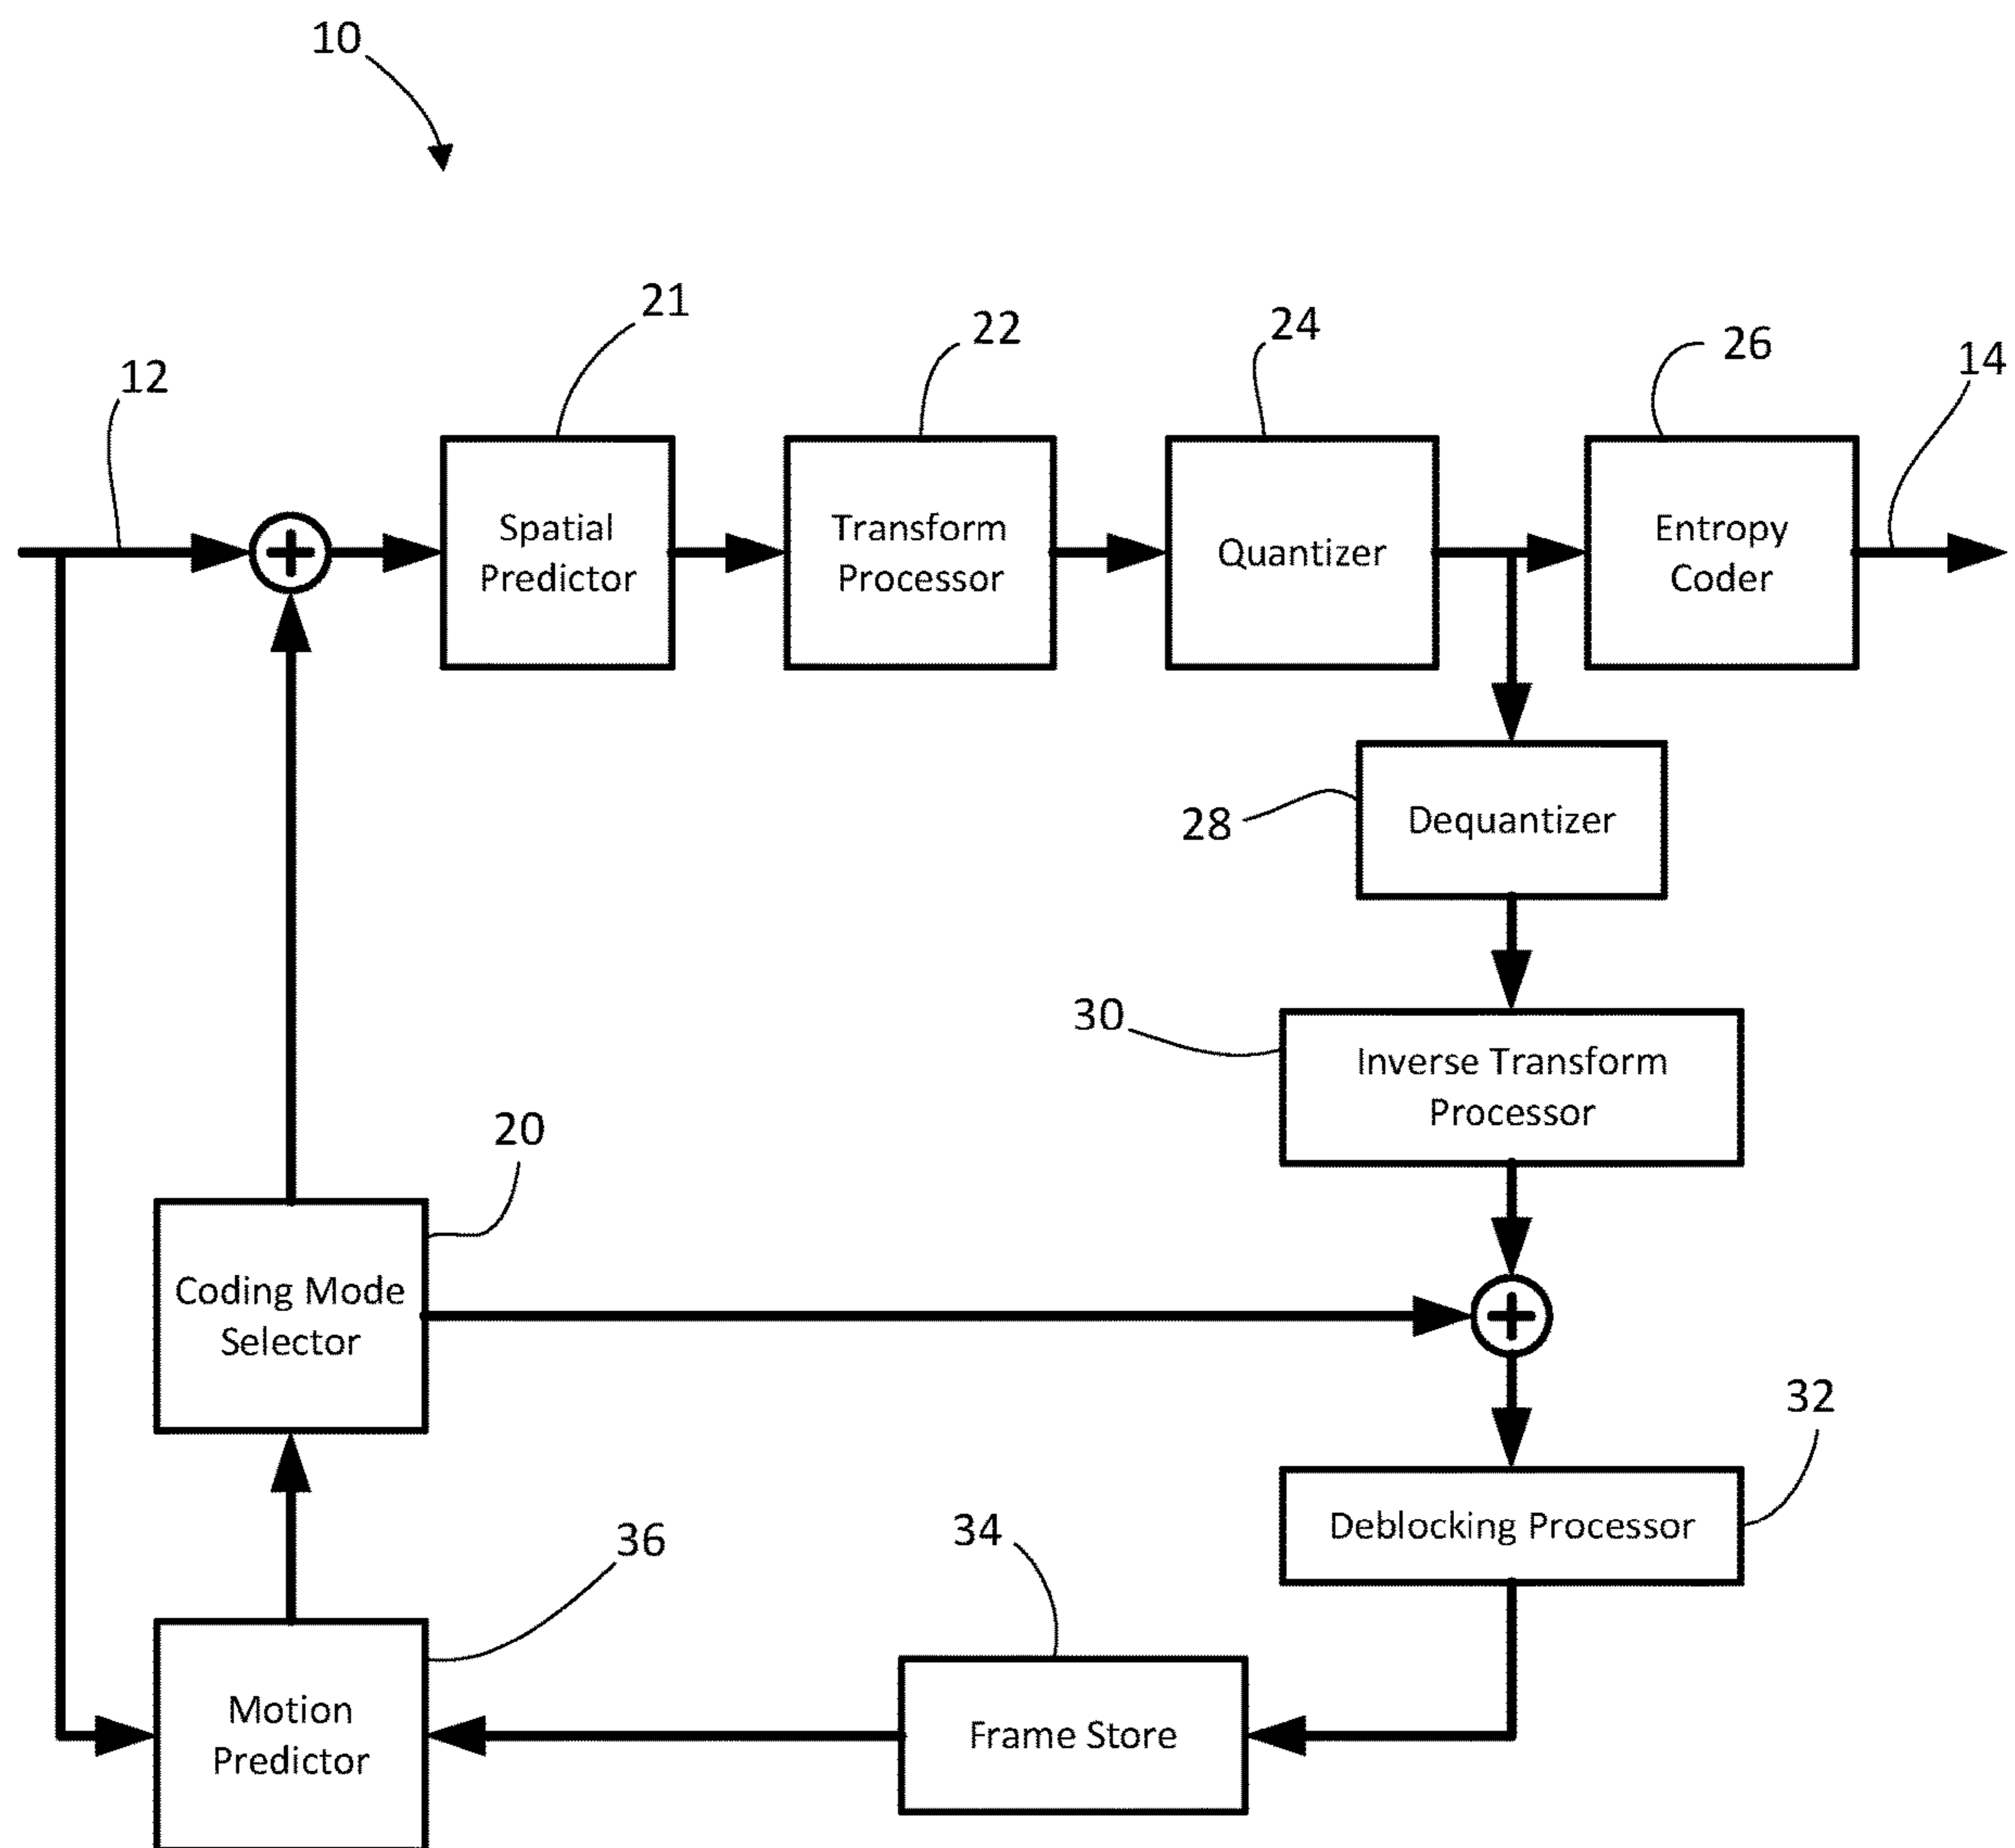 10
21
22
24
26
14
12
Spatial
Predictor
Transform
Processor
Quantizer
Entropy
Coder
28
Dequantizer
30
Inverse Transform
Processor
20
Coding Mode
Selector
32
Deblocking Processor
34
36
Motion
Predictor
Frame Store